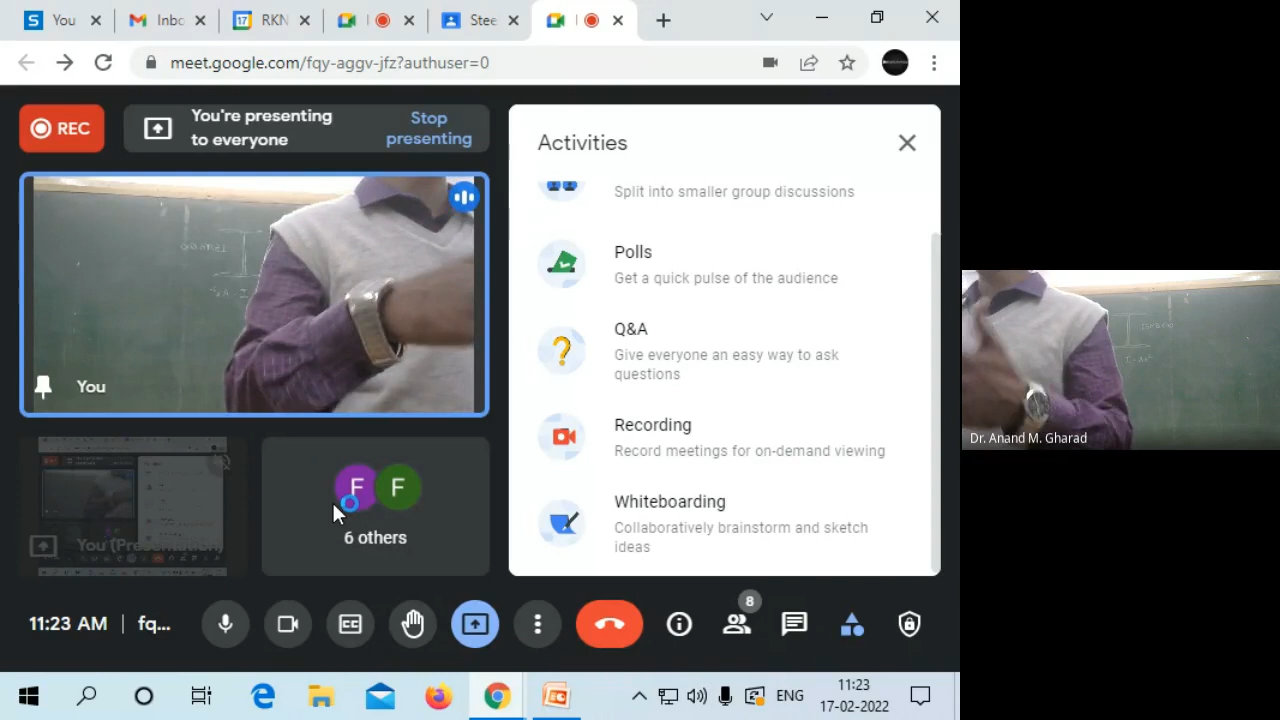 You
Inbo
17 RKN
Stee
meet.google.com/fqy-aggv-jfz?authuser=0
REC
You're presenting
to everyone
Stop
presenting
Activities
Split into smaller group discussions
Polls
Get a quick pulse of the audience
Q&A
Give everyone an easy way to ask
questions
Recording
Record meetings for on-demand viewing
Whiteboarding
Collaboratively brainstorm and sketch
ideas
You
You (Presentation)
F F
6 others
Dr. Anand M. Gharad
11:23 AM | fq...
8
ENG
11:23
17-02-2022